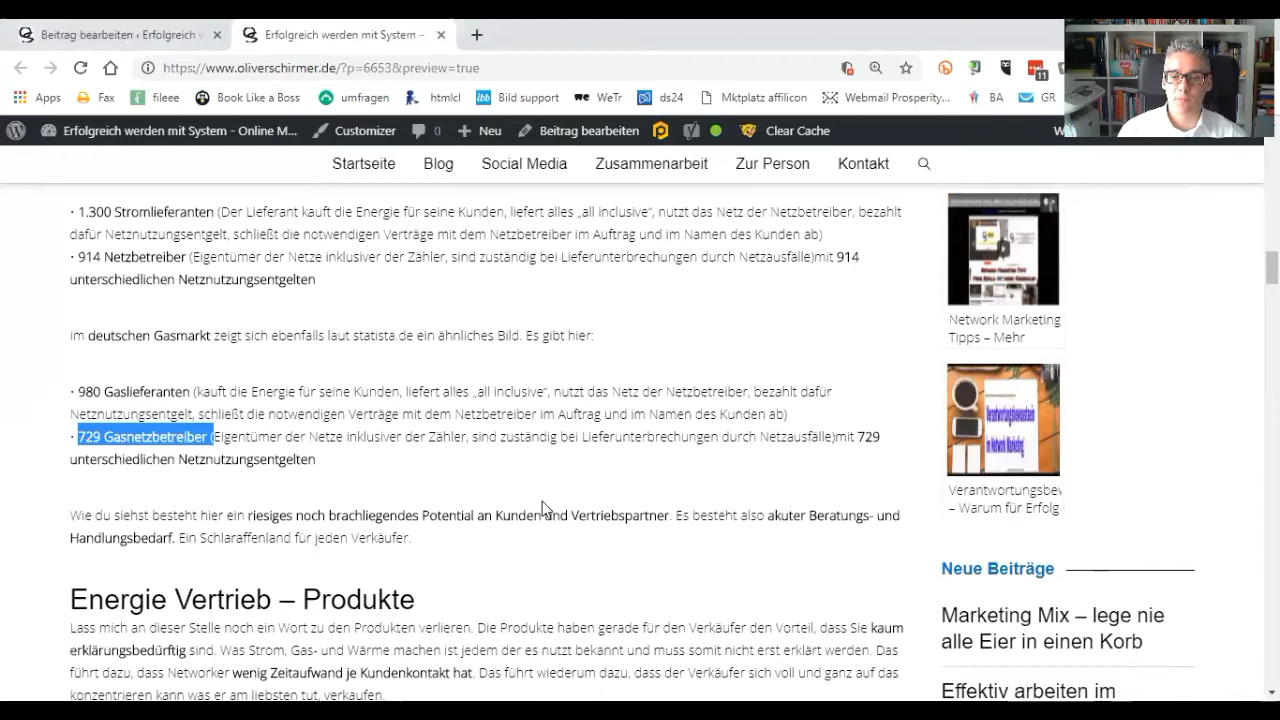 Beitrag bearbeiten ‹ Erfolgreich
Erfolgreich werden mit System –
https://www.oliverschirmer.de/?p=6653&preview=true
11
Apps Fax fileee Book Like a Boss umfragen htmlcl Bild support WeTr ds24 Mktplatz affilicon Webmail Prosperity... BA GR
Erfolgreich werden mit System - Online M... Customizer 0 Neu Beitrag bearbeiten Clear Cache
Startseite Blog Social Media Zusammenarbeit Zur Person Kontakt
• 1.300 Stromlieferanten (Der Lieferant kauft die Energie für seine Kunden, liefert alles „all inclusive“, nutzt das Netz der Netzbetreiber, bezahlt
dafür Netznutzungsentgelt, schließt die notwendigen Verträge mit dem Netzbetreiber im Auftrag und im Namen des Kunden ab)
• 914 Netzbetreiber (Eigentümer der Netze inklusiver der Zähler, sind zuständig bei Lieferunterbrechungen durch Netzausfälle)mit 914
unterschiedlichen Netznutzungsentgelten
im deutschen Gasmarkt zeigt sich ebenfalls laut statista.de ein ähnliches Bild. Es gibt hier:
• 980 Gaslieferanten (kauft die Energie für seine Kunden, liefert alles „all inclusive“, nutzt das Netz der Netzbetreiber, bezahlt dafür
Netznutzungsentgelt, schließt die notwendigen Verträge mit dem Netzbetreiber im Auftrag und im Namen des Kunden ab)
• 729 Gasnetzbetreiber (Eigentümer der Netze inklusiver der Zähler, sind zuständig bei Lieferunterbrechungen durch Netzausfälle)mit 729
unterschiedlichen Netznutzungsentgelten
Wie du siehst besteht hier ein riesiges noch brachliegendes Potential an Kunden und Vertriebspartner. Es besteht also akuter Beratungs- und
Handlungsbedarf. Ein Schlaraffenland für jeden Verkäufer.
Energie Vertrieb – Produkte
Lass mich an dieser Stelle noch ein Wort zu den Produkten verlieren. Die Produkte haben gerade für den Verkäufer den Vorteil, dass Sie kaum
erklärungsbedürftig sind. Was Strom, Gas- und Wärme machen ist jedem der es nutzt bekannt und muss somit nicht erst erklärt werden. Das
führt dazu, dass Networker wenig Zeitaufwand je Kundenkontakt hat. Das führt wiederum dazu, dass der Verkäufer sich voll und ganz auf das
konzentrieren kann was er am liebsten tut, verkaufen.
Network Marketing
Tipps – Mehr
Verantwortungsbewusstsein
im Network Marketing
Verantwortungsbew
– Warum für Erfolg
Neue Beiträge
Marketing Mix – lege nie
alle Eier in einen Korb
Effektiv arbeiten im